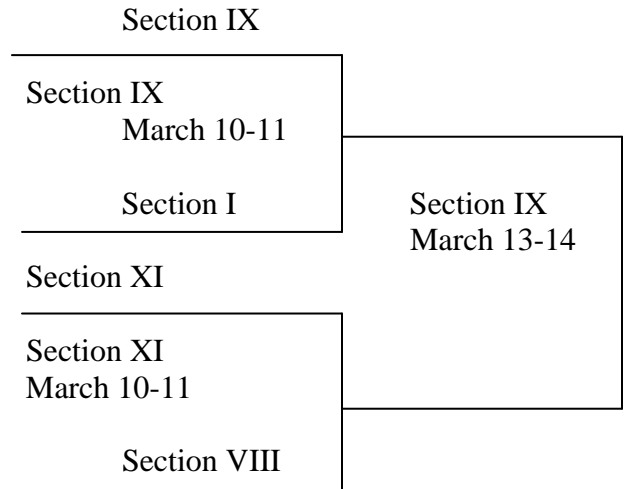 Section IX
Section IX
March 10-11
Section I
Section IX
March 13-14
Section XI
Section XI
March 10-11
Section VIII